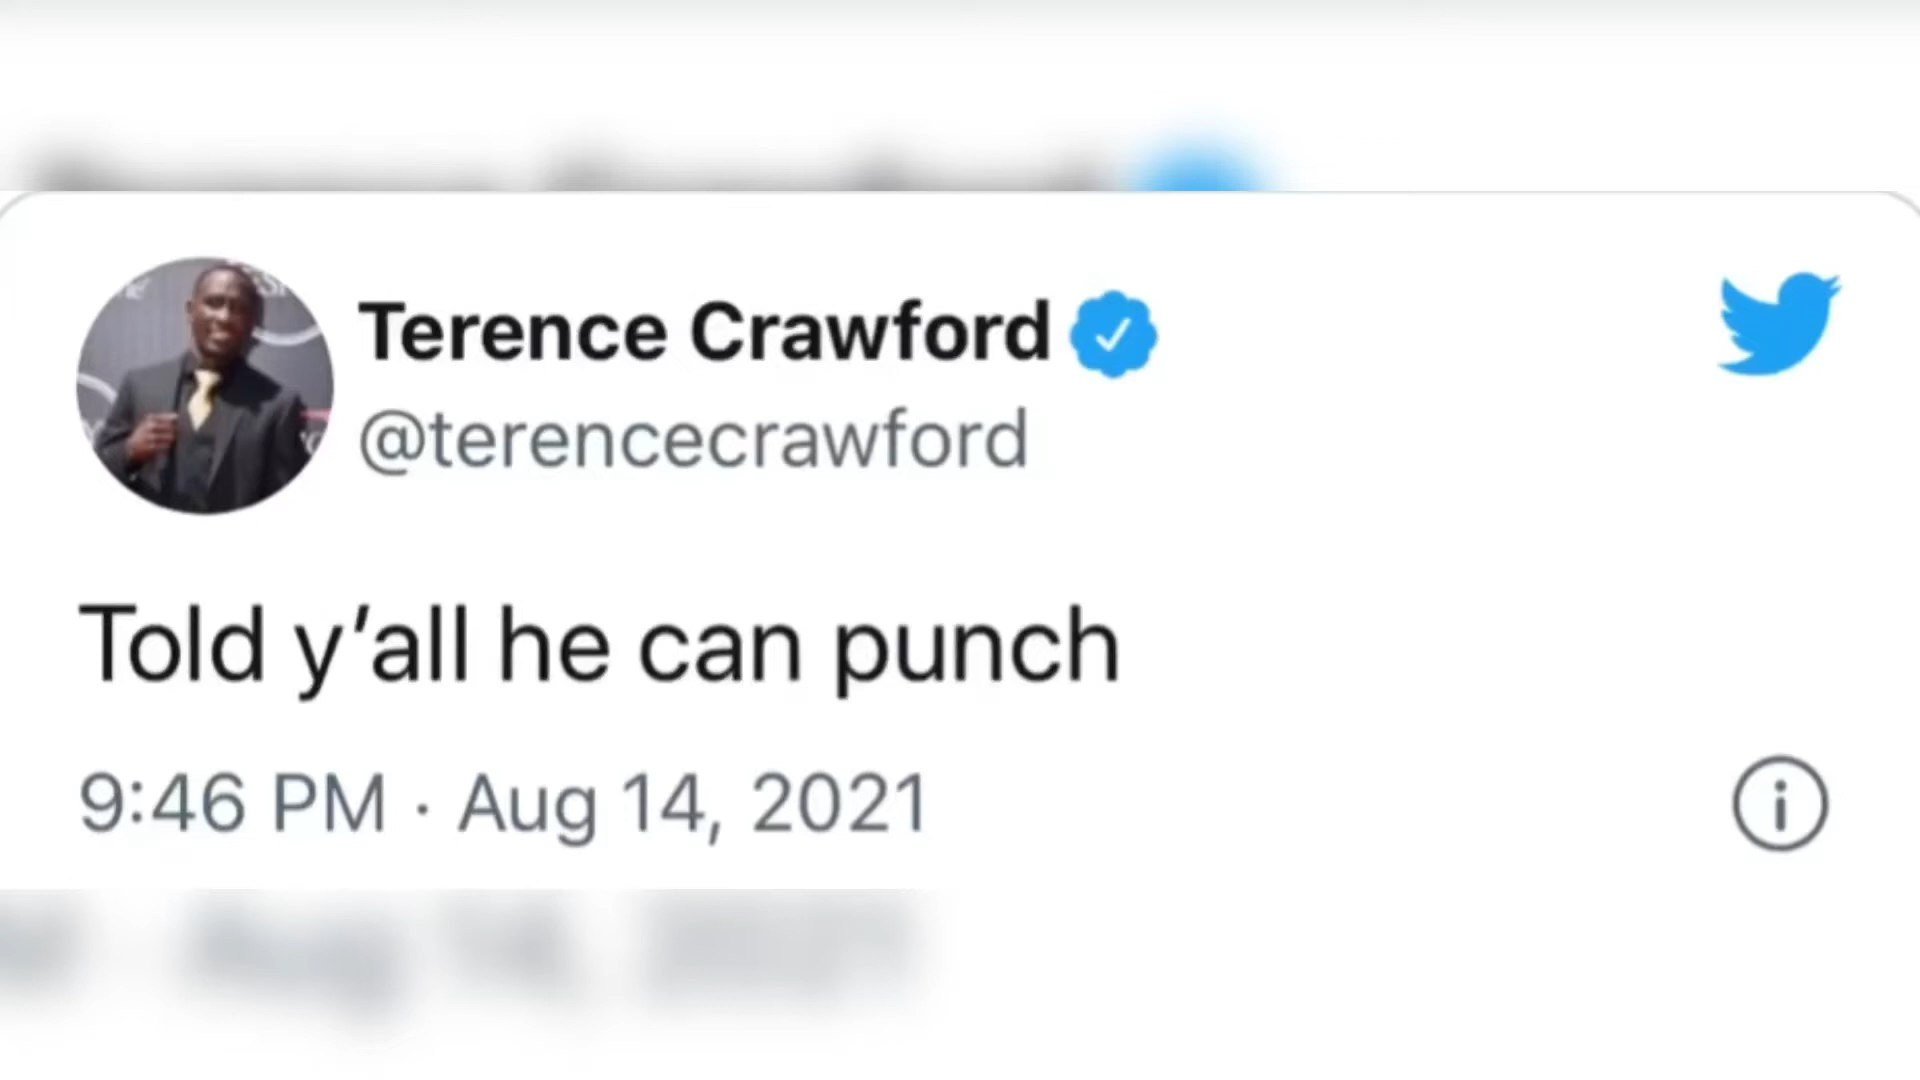 Terence Crawford
@terencecrawford
Told y’all he can punch
9:46 PM · Aug 14, 2021